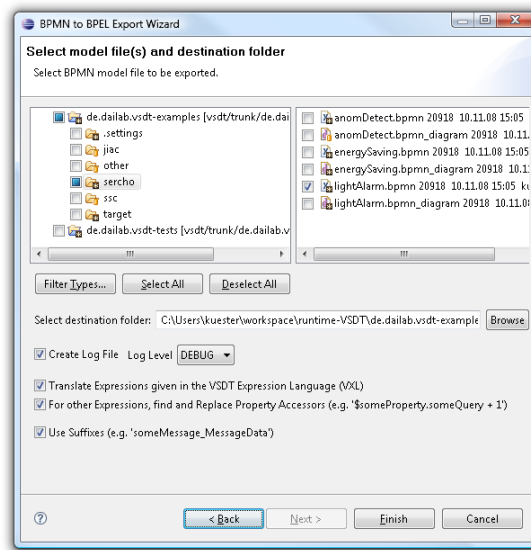 BPMN to BPEL Export Wizard
Select model file(s) and destination folder
Select BPMN model file to be exported.
de.dailab.vsdt-examples [vsdt/trunk/de.dai
.settings
jiac
other
sercho
ssc
target
de.dailab.vsdt-tests [vsdt/trunk/de.dailab.v
anomDetect.bpmn 20918 10.11.08 15:05
anomDetect.bpmn_diagram 20918 10.11.
energySaving.bpmn 20918 10.11.08 15:05
energySaving.bpmn_diagram 20918 10.1
lightAlarm.bpmn 20918 10.11.08 15:05 ku
lightAlarm.bpmn_diagram 20918 10.11.08
Filter Types... Select All Deselect All
Select destination folder: C:\Users\kuester\workspace\runtime-VSDT\de.dailab.vsdt-example Browse
Create Log File Log Level DEBUG
Translate Expressions given in the VSDT Expression Language (VXL)
For other Expressions, find and Replace Property Accessors (e.g. '$someProperty.someQuery + 1')
Use Suffixes (e.g. 'someMessage_MessageData')
? < Back Next > Finish Cancel